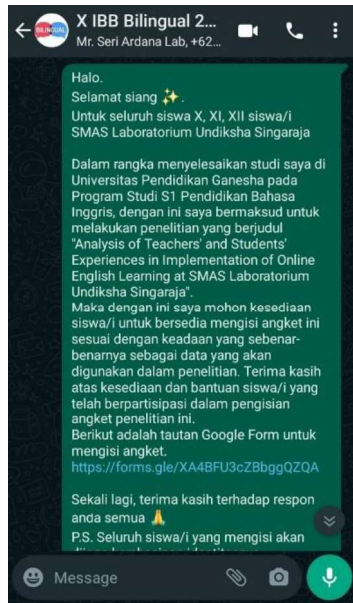 X IBB Bilingual 2...
BILINGUAL
Mr. Seri Ardana Lab, +62...
Halo.
Selamat siang ✨.
Untuk seluruh siswa X, XI, XII siswa/i
SMAS Laboratorium Undiksha Singaraja
Dalam rangka menyelesaikan studi saya di
Universitas Pendidikan Ganesha pada
Program Studi S1 Pendidikan Bahasa
Inggris, dengan ini saya bermaksud untuk
melakukan penelitian yang berjudul
"Analysis of Teachers' and Students'
Experiences in Implementation of Online
English Learning at SMAS Laboratorium
Undiksha Singaraja".
Maka dengan ini saya mohon kesediaan
siswa/i untuk bersedia mengisi angket ini
sesuai dengan keadaan yang sebenar-
benarnya sebagai data yang akan
digunakan dalam penelitian. Terima kasih
atas kesediaan dan bantuan siswa/i yang
telah berpartisipasi dalam pengisian
angket penelitian ini.
Berikut adalah tautan Google Form untuk
mengisi angket.
https://forms.gle/XA4BFU3cZBbggQZQA
Sekali lagi, terima kasih terhadap respon
anda semua 🙏
P.S. Seluruh siswa/i yang mengisi akan
Message